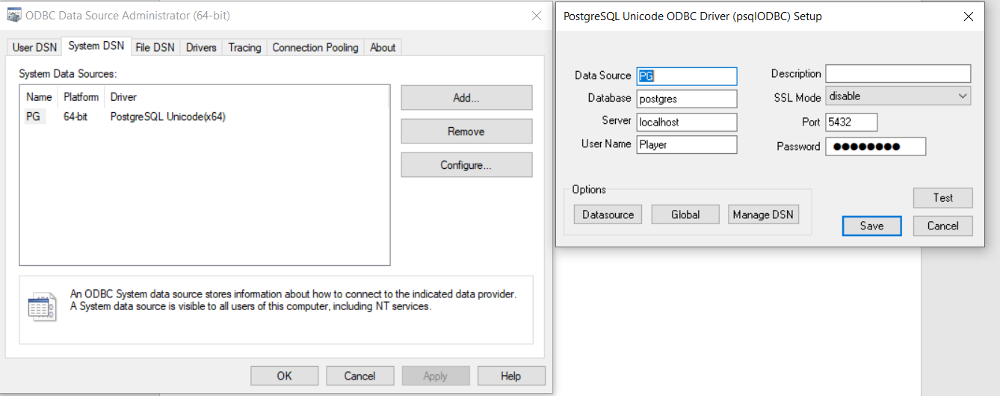 ODBC Data Source Administrator (64-bit)
User DSN System DSN File DSN Drivers Tracing Connection Pooling About
System Data Sources:
Name Platform Driver
PG 64-bit PostgreSQL Unicode(x64)
Add...
Remove
Configure...
An ODBC System data source stores information about how to connect to the indicated data provider.
A System data source is visible to all users of this computer, including NT services.
OK Cancel Apply Help
PostgreSQL Unicode ODBC Driver (psqlODBC) Setup
Data Source PG Description
Database postgres SSL Mode disable
Server localhost Port 5432
User Name Player Password ●●●●●●●●
Options
Datasource Global Manage DSN
Test
Save Cancel